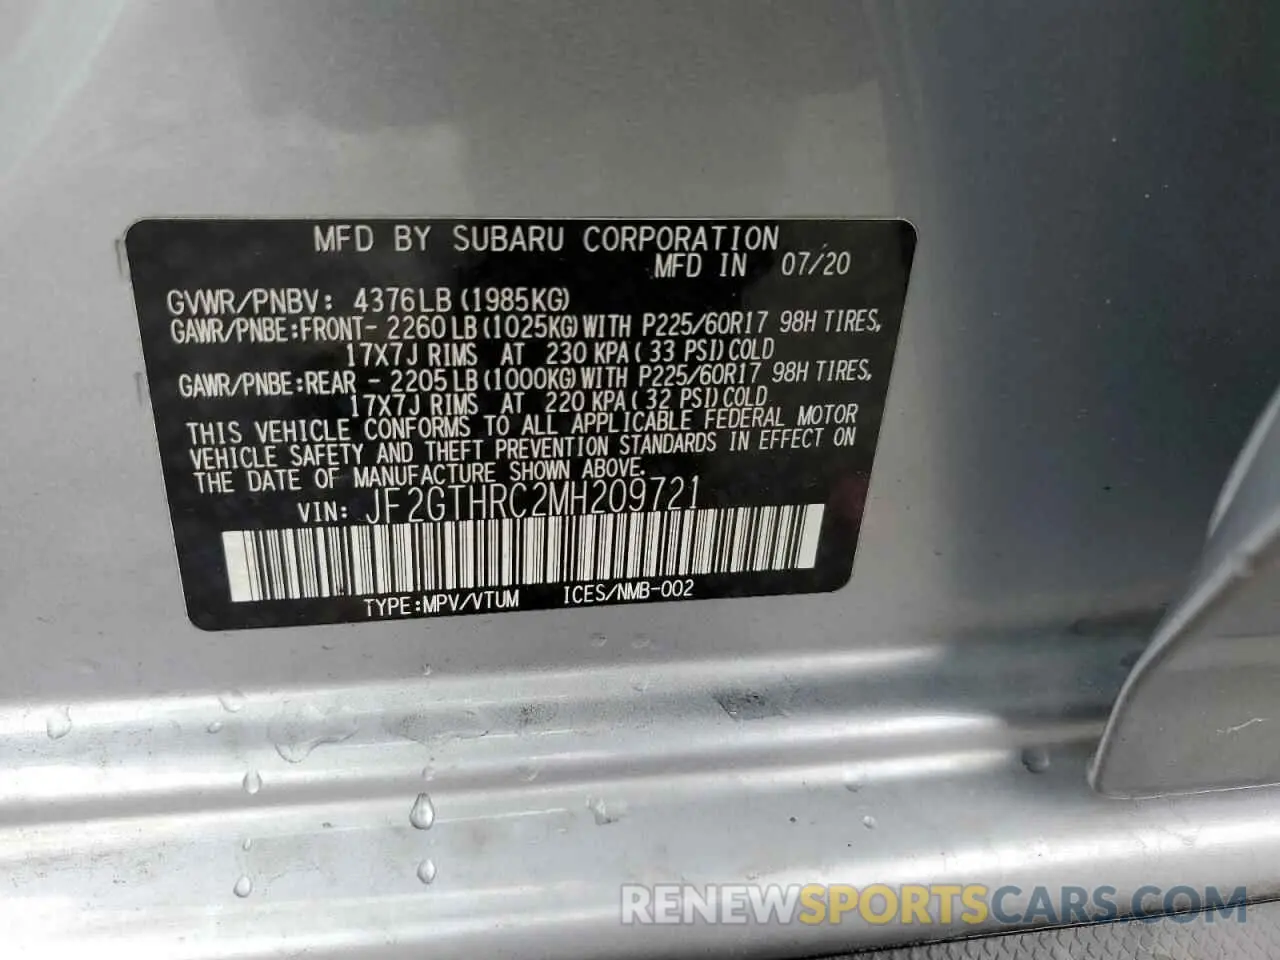 MFD BY SUBARU CORPORATION
MFD IN 07/20
GVWR/PNBV: 4376LB(1985KG)
GAWR/PNBE:FRONT- 2260LB(1025KG)WITH P225/60R17 98H TIRES,
17X7J RIMS AT 230 KPA( 33 PSI)COLD
GAWR/PNBE:REAR - 2205LB(1000KG)WITH P225/60R17 98H TIRES,
17X7J RIMS AT 220 KPA( 32 PSI)COLD
THIS VEHICLE CONFORMS TO ALL APPLICABLE FEDERAL MOTOR
VEHICLE SAFETY AND THEFT PREVENTION STANDARDS IN EFFECT ON
THE DATE OF MANUFACTURE SHOWN ABOVE.
VIN: JF2GTHRC2MH209721
TYPE:MPV/VTUM ICES/NMB-002
RENEWSPORTSCARS.COM